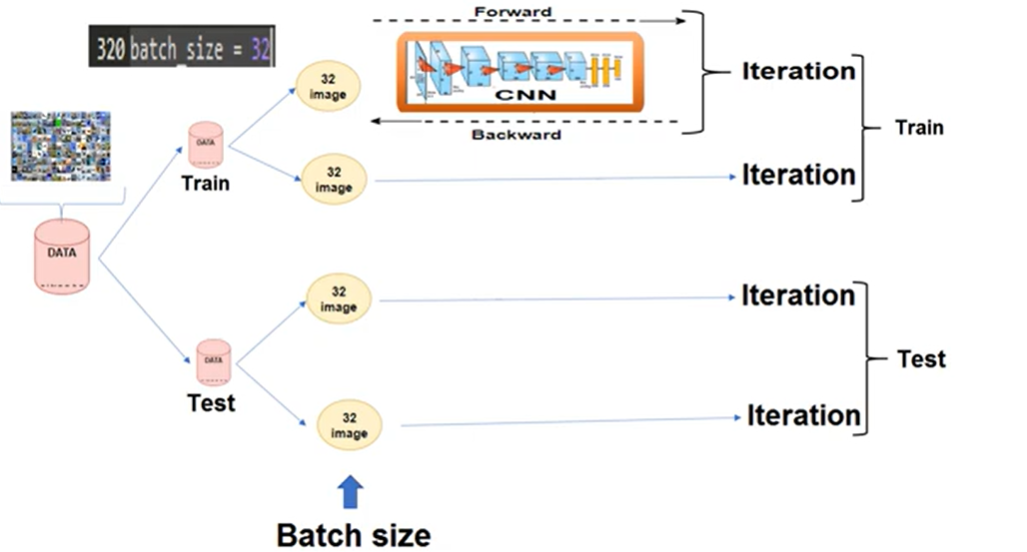 Forward
320 batch_size = 32
32
image
CNN
Iteration
Backward
Train
DATA
Train
32
image
Iteration
DATA
32
image
Iteration
DATA
Test
Test
32
image
Iteration
Batch size